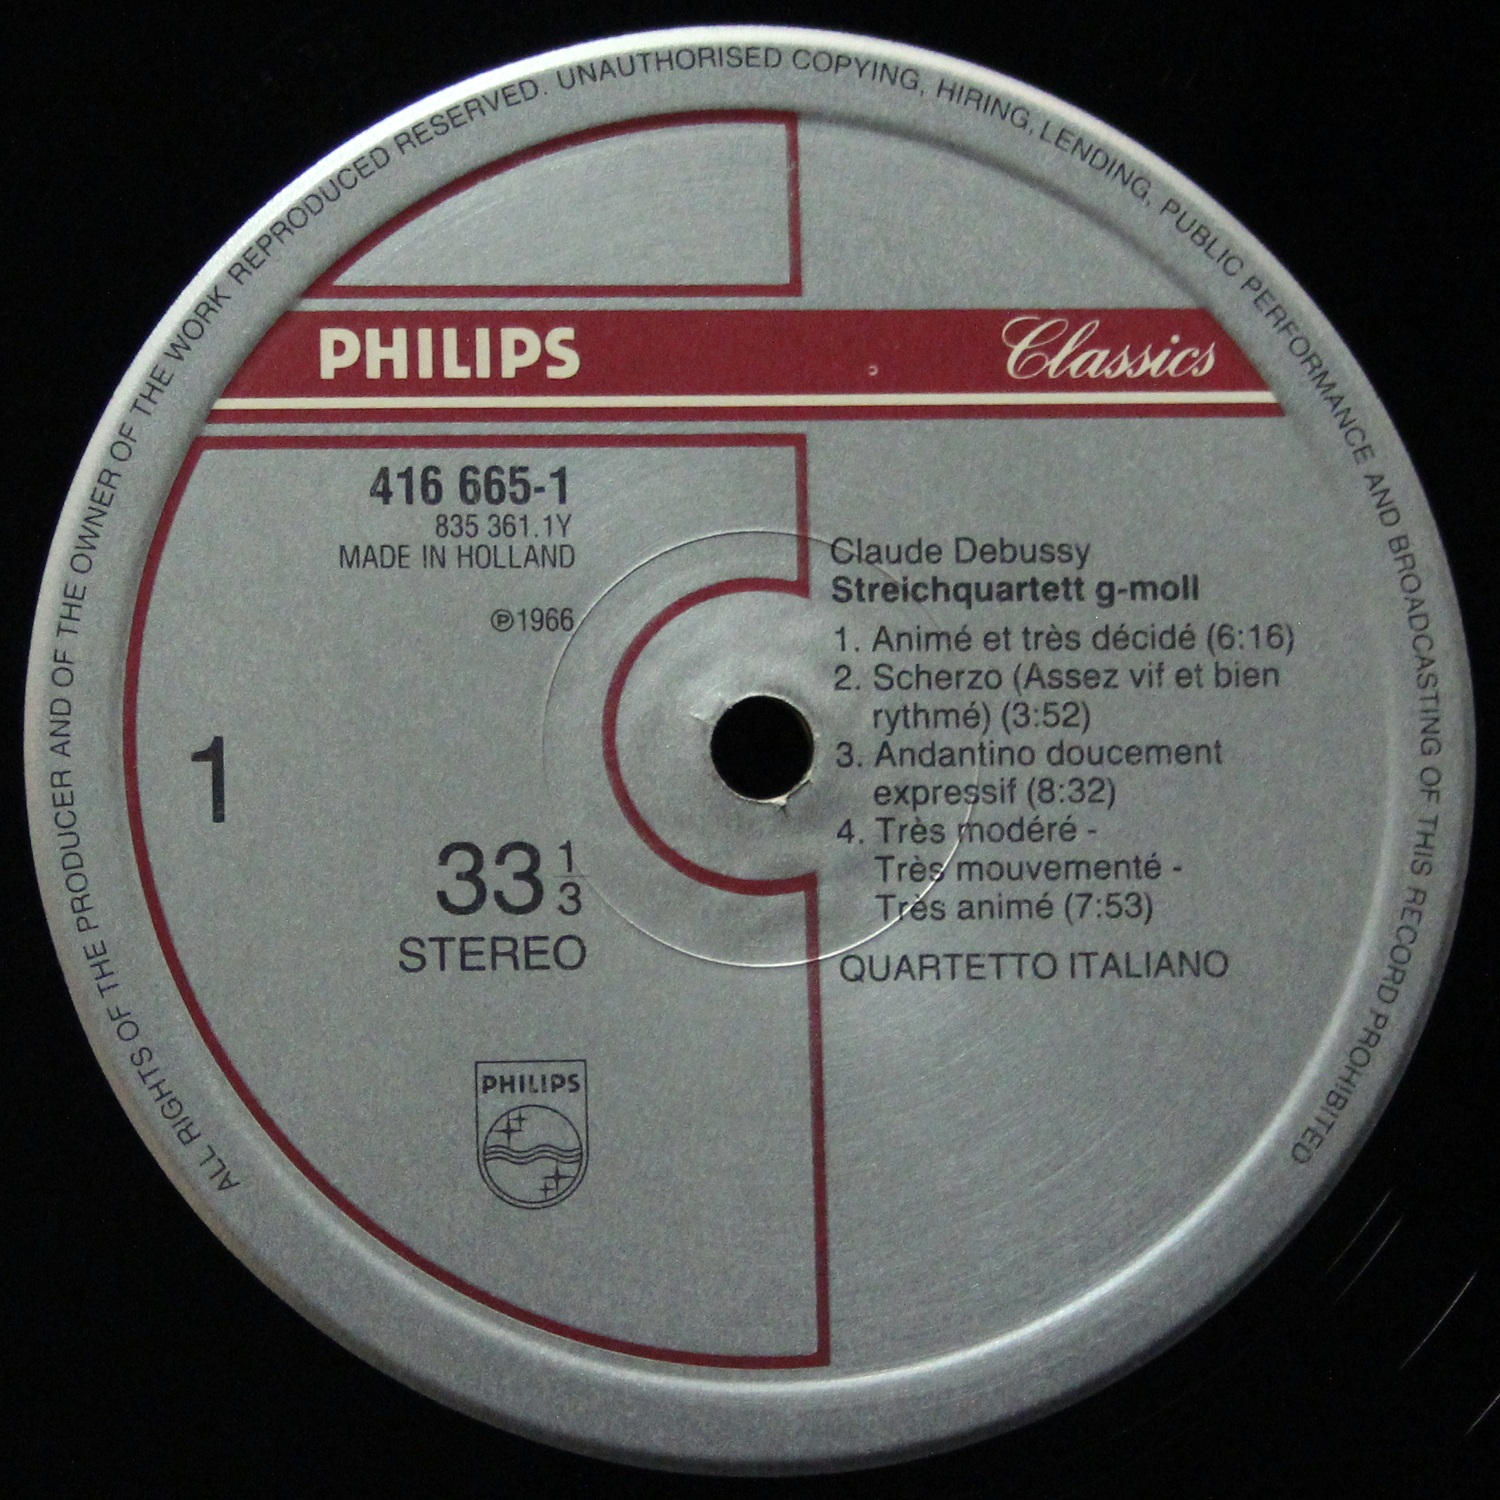 ALL RIGHTS OF THE PRODUCER AND OF THE OWNER OF THE WORK REPRODUCED RESERVED. UNAUTHORISED COPYING, HIRING, LENDING, PUBLIC PERFORMANCE AND BROADCASTING OF THIS RECORD PROHIBITED
PHILIPS Classics
416 665-1
835 361.1Y
MADE IN HOLLAND
℗1966
1
33 1/3
STEREO
PHILIPS
Claude Debussy
Streichquartett g-moll
1. Animé et très décidé (6:16)
2. Scherzo (Assez vif et bien
rythmé) (3:52)
3. Andantino doucement
expressif (8:32)
4. Très modéré -
Très mouvementé -
Très animé (7:53)
QUARTETTO ITALIANO